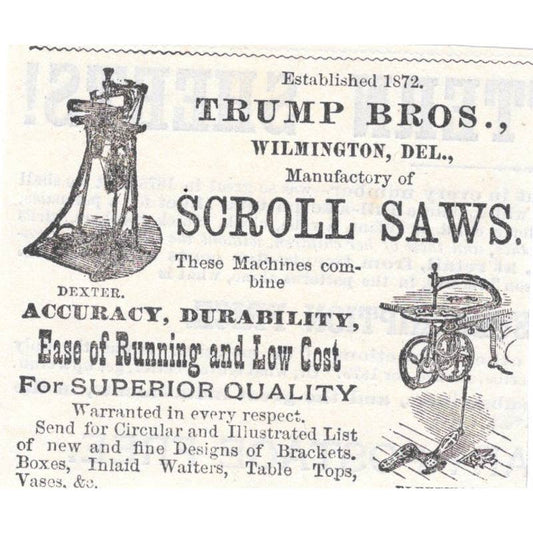 Established 1872.
TRUMP BROS.,
WILMINGTON, DEL.,
Manufactory of
SCROLL SAWS.
These Machines com-
bine
DEXTER.
ACCURACY, DURABILITY,
Ease of Running and Low Cost
For SUPERIOR QUALITY
Warranted in every respect.
Send for Circular and Illustrated List
of new and fine Designs of Brackets.
Boxes, Inlaid Waiters, Table Tops,
Vases, &c.